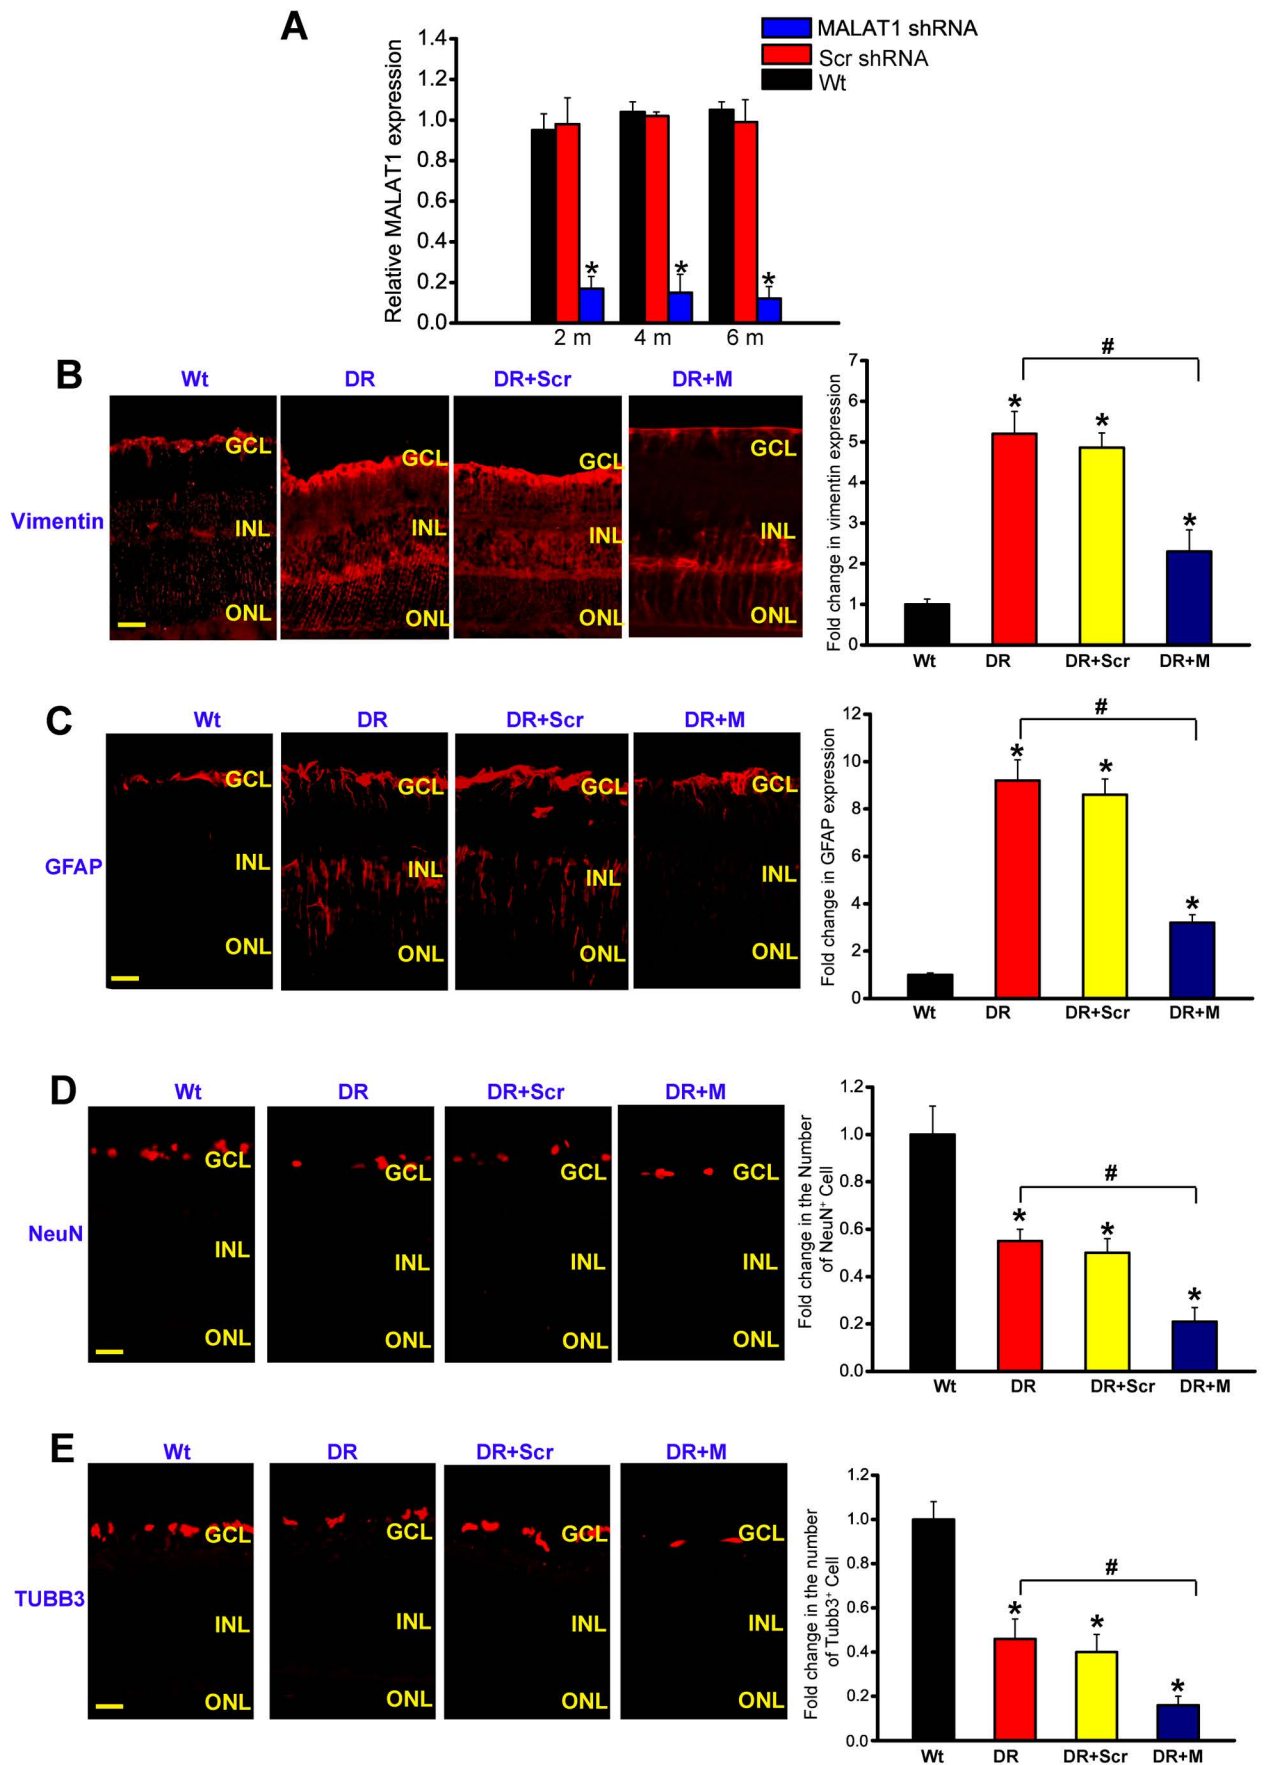 A
MALAT1 shRNA
Scr shRNA
Wt
Relative MALAT1 expression
1.4
1.2
1.0
0.8
0.6
0.4
0.2
0.0
* * *
2 m 4 m 6 m
B
Wt DR DR+Scr DR+M
Vimentin
GCL GCL GCL GCL
INL INL INL INL
ONL ONL ONL ONL
Fold change in vimentin expression
7
6
5
4
3
2
1
0
#
* * *
Wt DR DR+Scr DR+M
C
Wt DR DR+Scr DR+M
GFAP
GCL GCL GCL GCL
INL INL INL INL
ONL ONL ONL ONL
Fold change in GFAP expression
12
10
8
6
4
2
0
#
* * *
Wt DR DR+Scr DR+M
D
Wt DR DR+Scr DR+M
NeuN
GCL GCL GCL GCL
INL INL INL INL
ONL ONL ONL ONL
Fold change in the Number
of NeuN⁺ Cell
1.2
1.0
0.8
0.6
0.4
0.2
0.0
#
* * *
Wt DR DR+Scr DR+M
E
Wt DR DR+Scr DR+M
TUBB3
GCL GCL GCL GCL
INL INL INL INL
ONL ONL ONL ONL
Fold change in the number
of Tubb3⁺ Cell
1.2
1.0
0.8
0.6
0.4
0.2
0.0
#
* * *
Wt DR DR+Scr DR+M